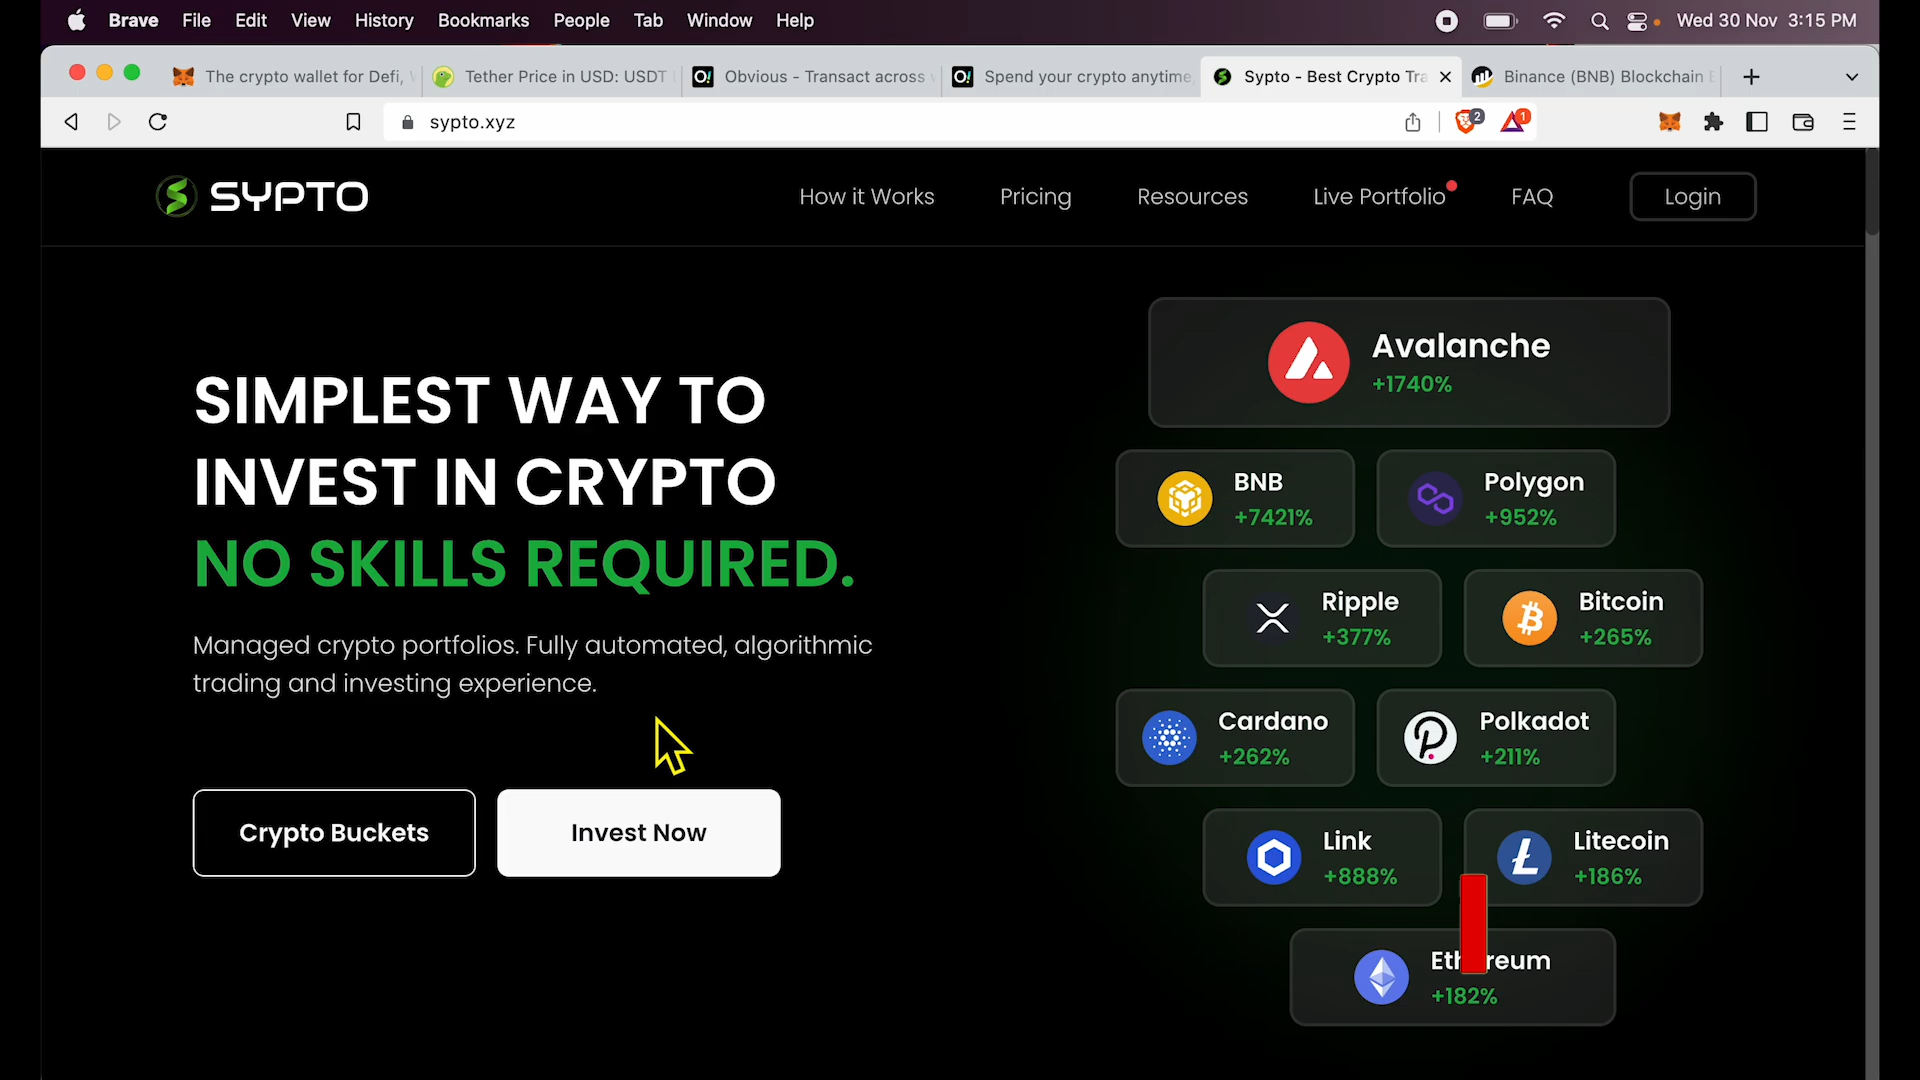 Brave File Edit View History Bookmarks People Tab Window Help Wed 30 Nov 3:15 PM
The crypto wallet for Defi, Tether Price in USD: USDT Obvious - Transact across Spend your crypto anytime, Sypto - Best Crypto Tra Binance (BNB) Blockchain
sypto.xyz 2 1
SYPTO How it Works Pricing Resources Live Portfolio FAQ Login
SIMPLEST WAY TO
INVEST IN CRYPTO
NO SKILLS REQUIRED.
Managed crypto portfolios. Fully automated, algorithmic
trading and investing experience.
Crypto Buckets Invest Now
Avalanche
+1740%
BNB
+7421%
Polygon
+952%
Ripple
+377%
Bitcoin
+265%
Cardano
+262%
Polkadot
+211%
Link
+888%
Litecoin
+186%
Ethereum
+182%